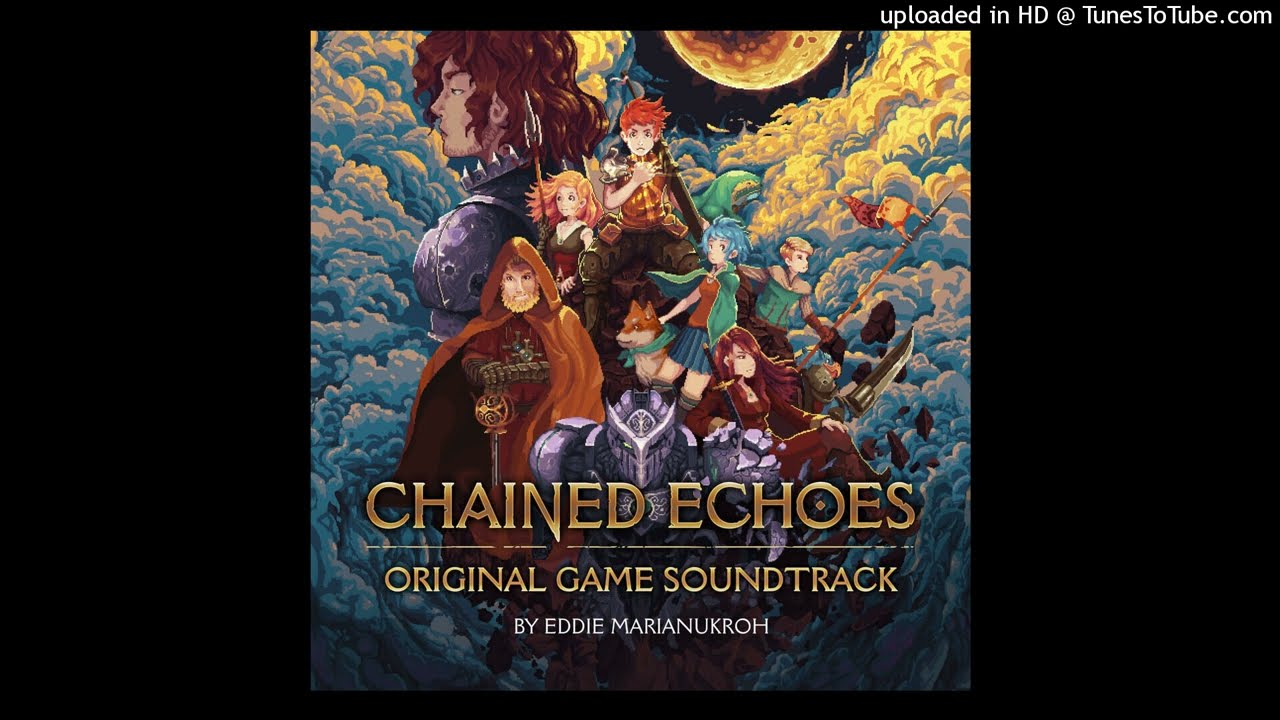 uploaded in HD @ TunesToTube.com
CHAINED ECHOES
ORIGINAL GAME SOUNDTRACK
BY EDDIE MARIANUKROH